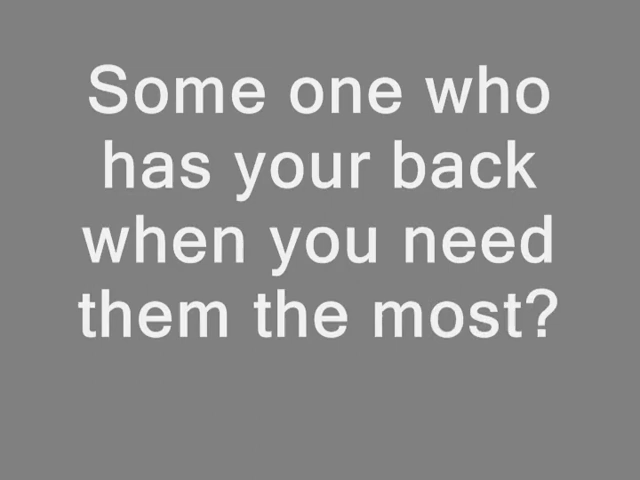 Some one who
has your back
when you need
them the most?